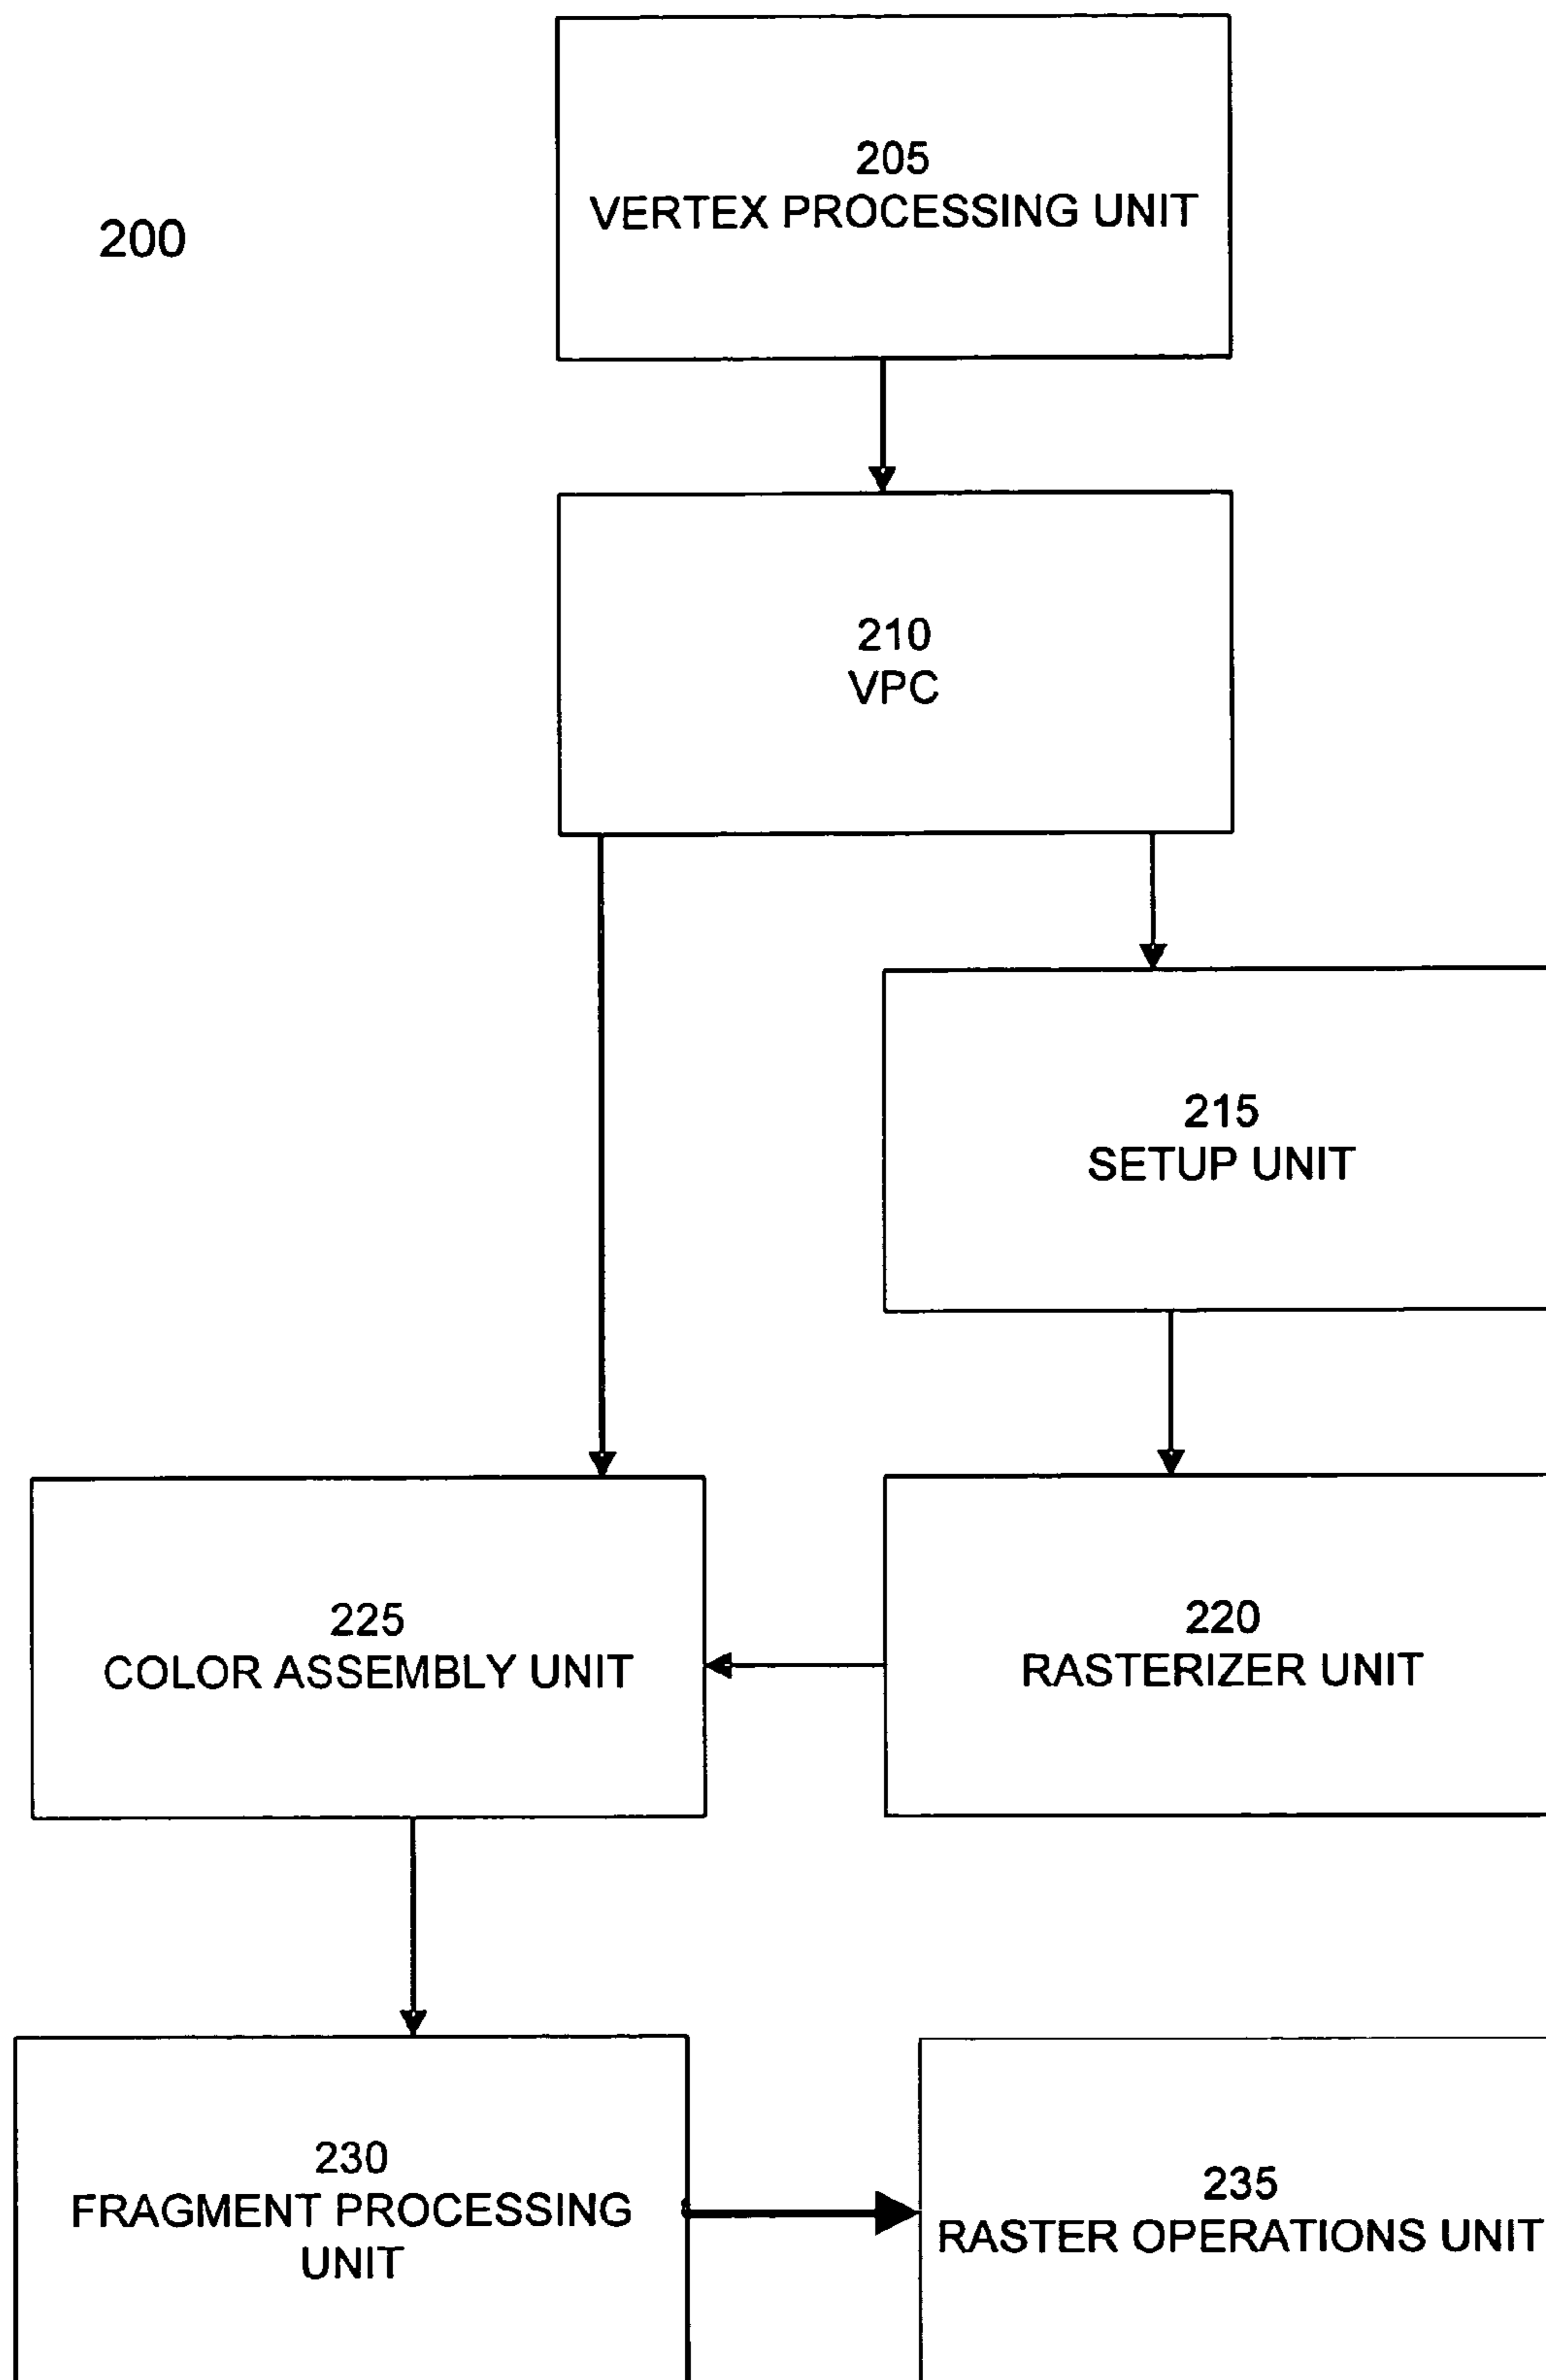 205
VERTEX PROCESSING UNIT
200
210
VPC
215
SETUP UNIT
225
COLOR ASSEMBLY UNIT
220
RASTERIZER UNIT
230
FRAGMENT PROCESSING
UNIT
235
RASTER OPERATIONS UNIT